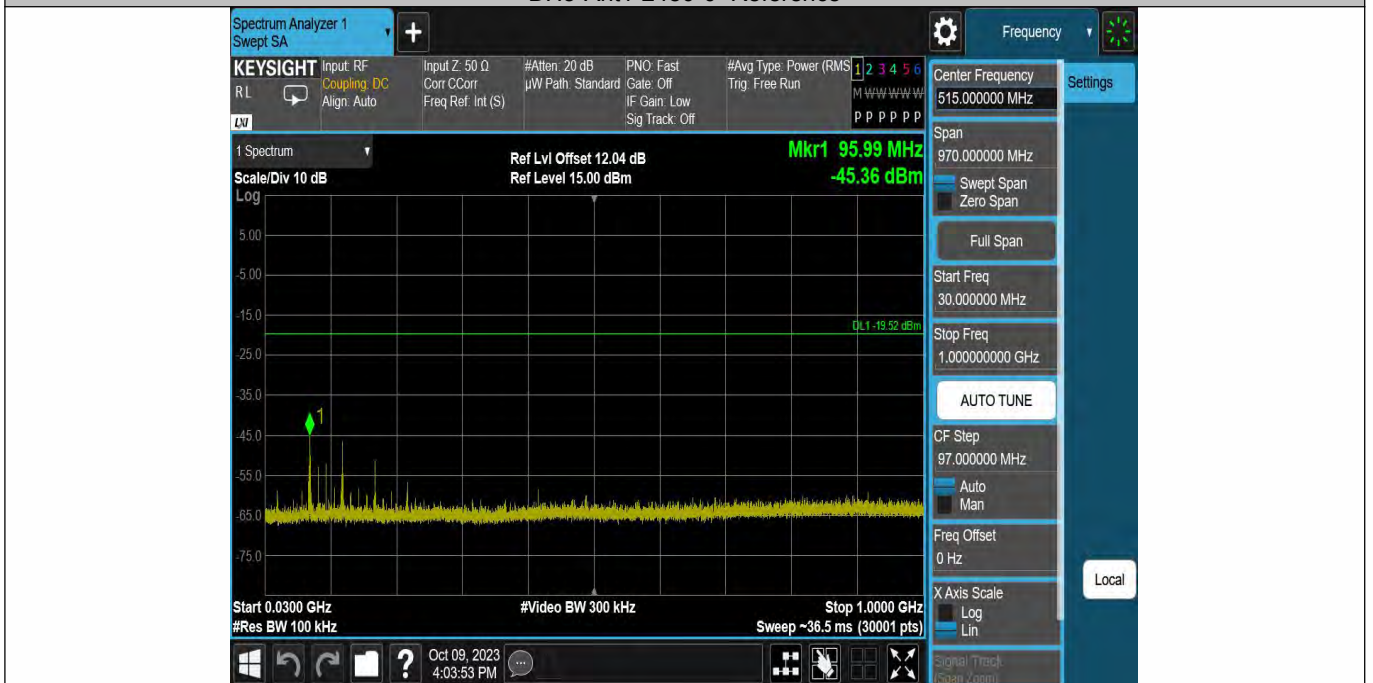 Spectrum Analyzer 1
Swept SA
Frequency
KEYSIGHT
RL
LXI
Input: RF
Coupling: DC
Align: Auto
Input Z: 50 Ω
Corr CCorr
Freq Ref: Int (S)
#Atten: 20 dB
µW Path: Standard
PNO: Fast
Gate: Off
IF Gain: Low
Sig Track: Off
#Avg Type: Power (RMS
Trig: Free Run
1 2 3 4 5 6
M W W W W W
P P P P P P
1 Spectrum
Scale/Div 10 dB
Ref Lvl Offset 12.04 dB
Ref Level 15.00 dBm
Mkr1 95.99 MHz
-45.36 dBm
Log
5.00
-5.00
-15.0
DL1 -19.52 dBm
-25.0
-35.0
1
-45.0
-55.0
-65.0
-75.0
Start 0.0300 GHz
#Res BW 100 kHz
#Video BW 300 kHz
Stop 1.0000 GHz
Sweep ~36.5 ms (30001 pts)
Center Frequency
515.000000 MHz
Settings
Span
970.000000 MHz
Swept Span
Zero Span
Full Span
Start Freq
30.000000 MHz
Stop Freq
1.000000000 GHz
AUTO TUNE
CF Step
97.000000 MHz
Auto
Man
Freq Offset
0 Hz
X Axis Scale
Log
Lin
Local
Signal Track
(Span Zoom)
?
Oct 09, 2023
4:03:53 PM